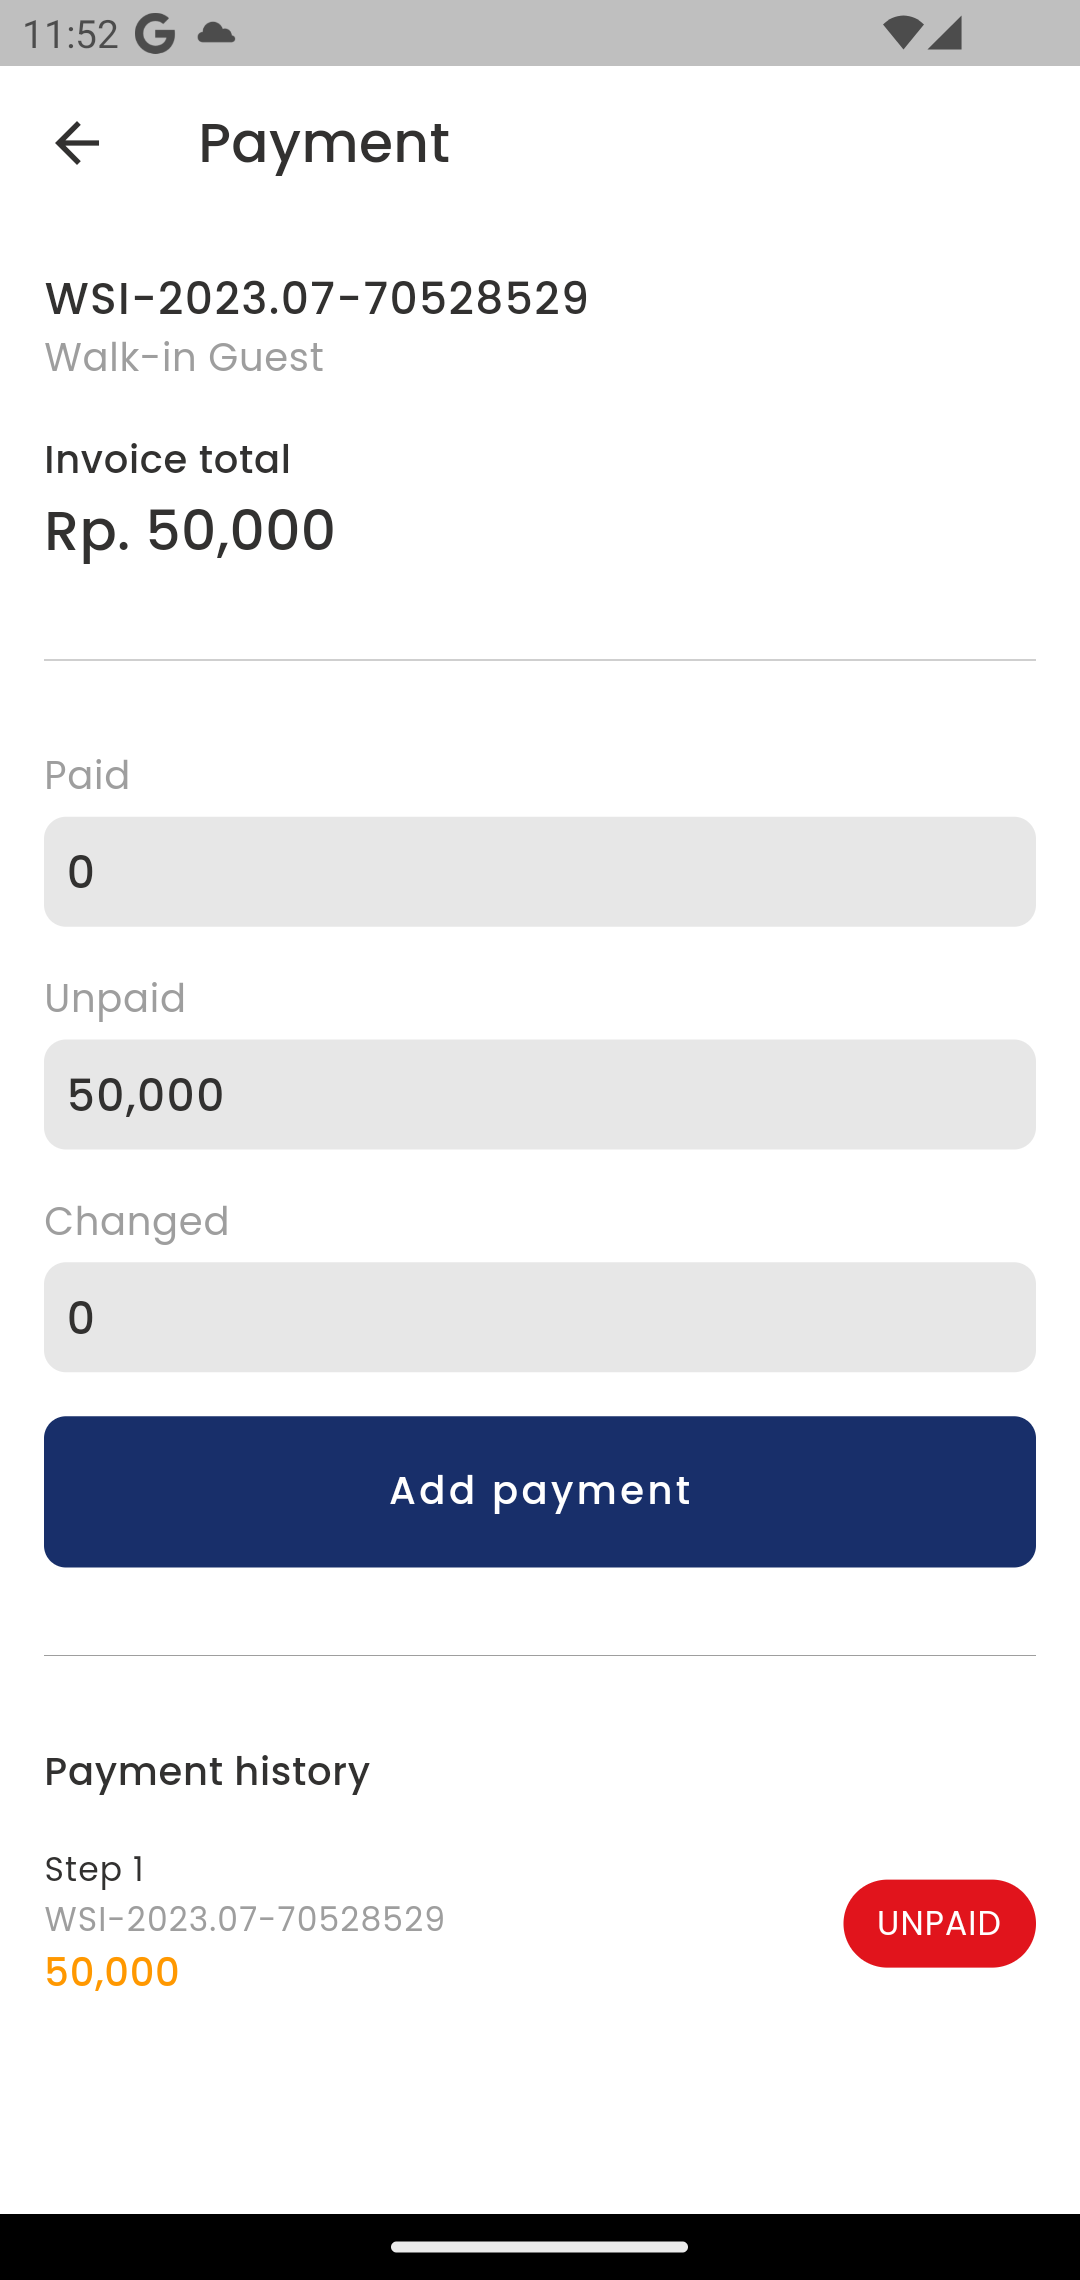 11:52
Payment
WSI-2023.07-70528529
Walk-in Guest
Invoice total
Rp. 50,000
Paid
0
Unpaid
50,000
Changed
0
Add payment
Payment history
Step 1
WSI-2023.07-70528529
50,000
UNPAID